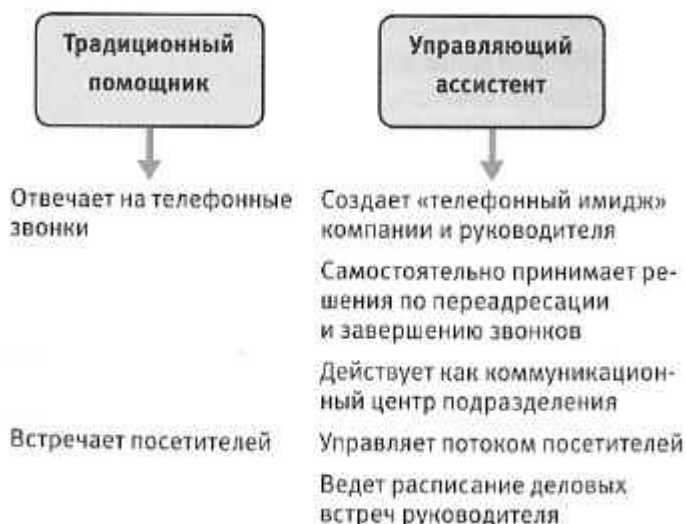 Традиционный
помощник
Управляющий
ассистент
Отвечает на телефонные
звонки
Создает «телефонный имидж»
компании и руководителя
Самостоятельно принимает ре-
шения по переадресации
и завершению звонков
Действует как коммуникацион-
ный центр подразделения
Встречает посетителей
Управляет потоком посетителей
Ведет расписание деловых
встреч руководителя